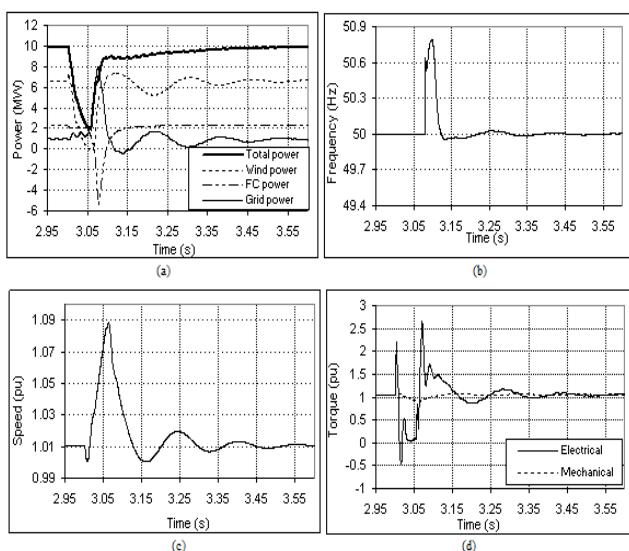 Power (MW)
12
10
8
6
4
2
0
-2
-4
-6
Total power
Wind power
FC power
Grid power
2.95 3.05 3.15 3.25 3.35 3.45 3.55
Time (s)
(a)
Frequency (Hz)
50.9
50.6
50.3
50
49.7
49.4
2.95 3.05 3.15 3.25 3.35 3.45 3.55
Time (s)
(b)
Speed (pu)
1.09
1.07
1.05
1.03
1.01
0.99
2.95 3.05 3.15 3.25 3.35 3.45 3.55
Time (s)
(c)
Torque (pu)
3
2.5
2
1.5
1
0.5
0
-0.5
-1
Electrical
Mechanical
2.95 3.05 3.15 3.25 3.35 3.45 3.55
Time (s)
(d)